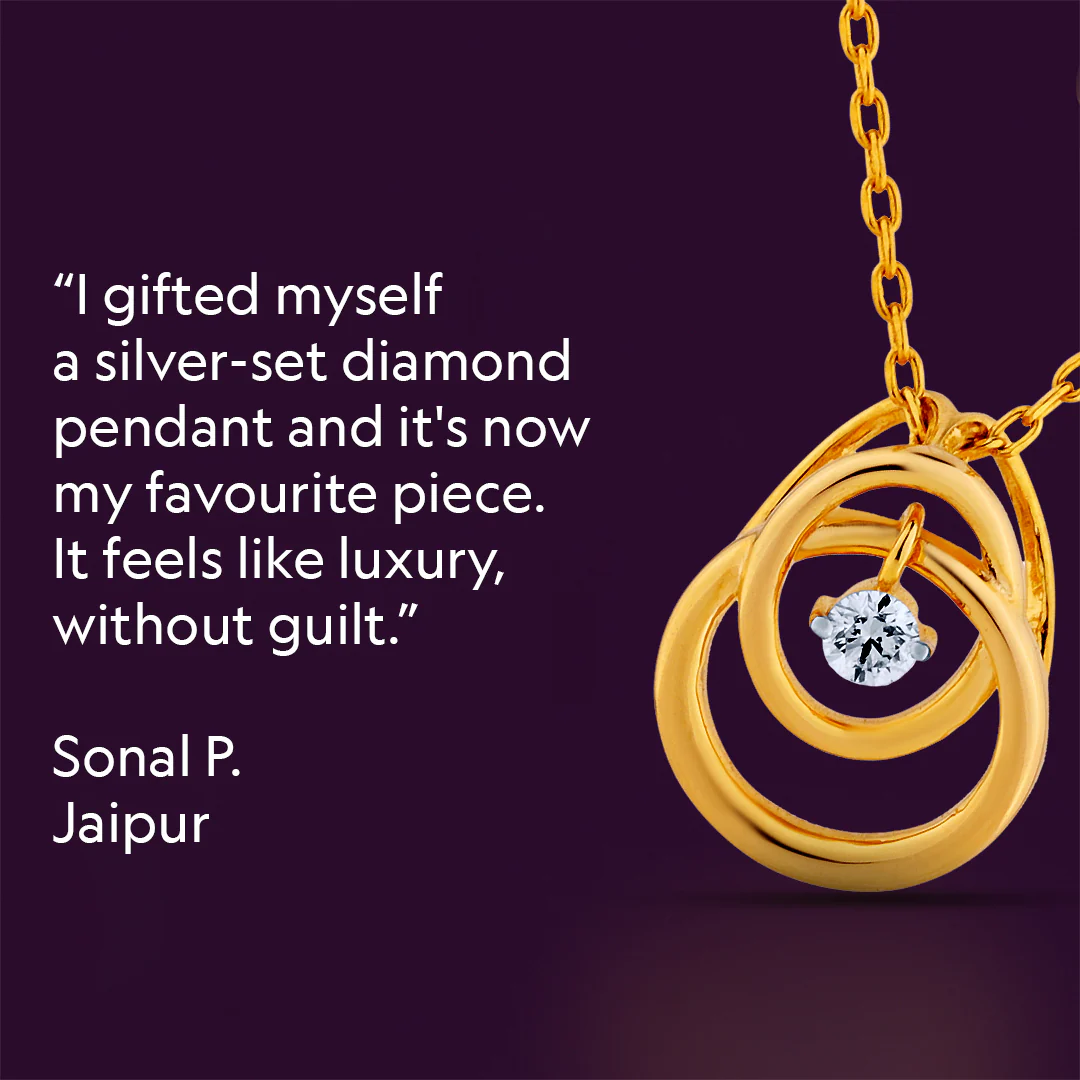 “I gifted myself
a silver-set diamond
pendant and it's now
my favourite piece.
It feels like luxury,
without guilt.”
Sonal P.
Jaipur